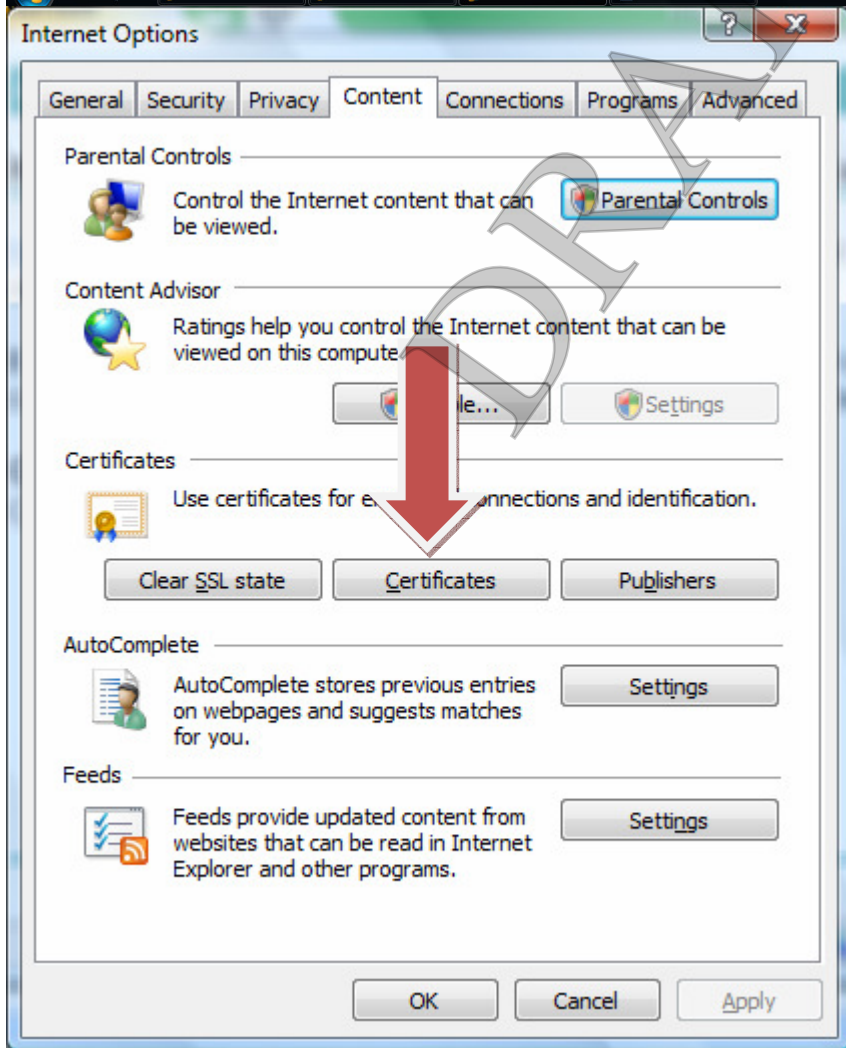 Internet Options
General Security Privacy Content Connections Programs Advanced
Parental Controls
Control the Internet content that can
be viewed.
Parental Controls
Content Advisor
Ratings help you control the Internet content that can be
viewed on this compute
le...
Settings
Certificates
Use certificates for e onnections and identification.
Clear SSL state
Certificates
Publishers
AutoComplete
AutoComplete stores previous entries
on webpages and suggests matches
for you.
Settings
Feeds
Feeds provide updated content from
websites that can be read in Internet
Explorer and other programs.
Settings
OK
Cancel
Apply
DRA